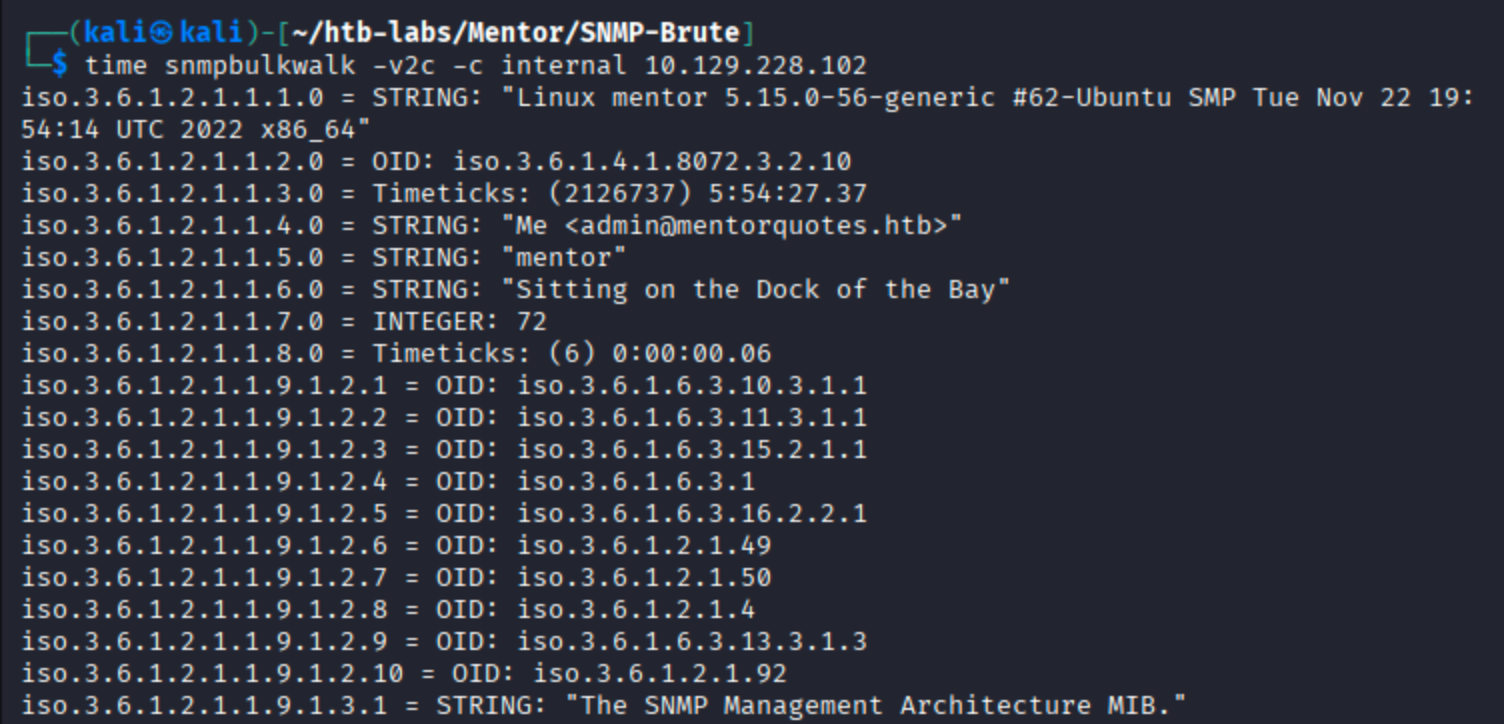 ┌──(kali㉿kali)-[~/htb-labs/Mentor/SNMP-Brute]
└─$ time snmpbulkwalk -v2c -c internal 10.129.228.102
iso.3.6.1.2.1.1.1.0 = STRING: "Linux mentor 5.15.0-56-generic #62-Ubuntu SMP Tue Nov 22 19:
54:14 UTC 2022 x86_64"
iso.3.6.1.2.1.1.2.0 = OID: iso.3.6.1.4.1.8072.3.2.10
iso.3.6.1.2.1.1.3.0 = Timeticks: (2126737) 5:54:27.37
iso.3.6.1.2.1.1.4.0 = STRING: "Me <admin@mentorquotes.htb>"
iso.3.6.1.2.1.1.5.0 = STRING: "mentor"
iso.3.6.1.2.1.1.6.0 = STRING: "Sitting on the Dock of the Bay"
iso.3.6.1.2.1.1.7.0 = INTEGER: 72
iso.3.6.1.2.1.1.8.0 = Timeticks: (6) 0:00:00.06
iso.3.6.1.2.1.1.9.1.2.1 = OID: iso.3.6.1.6.3.10.3.1.1
iso.3.6.1.2.1.1.9.1.2.2 = OID: iso.3.6.1.6.3.11.3.1.1
iso.3.6.1.2.1.1.9.1.2.3 = OID: iso.3.6.1.6.3.15.2.1.1
iso.3.6.1.2.1.1.9.1.2.4 = OID: iso.3.6.1.6.3.1
iso.3.6.1.2.1.1.9.1.2.5 = OID: iso.3.6.1.6.3.16.2.2.1
iso.3.6.1.2.1.1.9.1.2.6 = OID: iso.3.6.1.2.1.49
iso.3.6.1.2.1.1.9.1.2.7 = OID: iso.3.6.1.2.1.50
iso.3.6.1.2.1.1.9.1.2.8 = OID: iso.3.6.1.2.1.4
iso.3.6.1.2.1.1.9.1.2.9 = OID: iso.3.6.1.6.3.13.3.1.3
iso.3.6.1.2.1.1.9.1.2.10 = OID: iso.3.6.1.2.1.92
iso.3.6.1.2.1.1.9.1.3.1 = STRING: "The SNMP Management Architecture MIB."